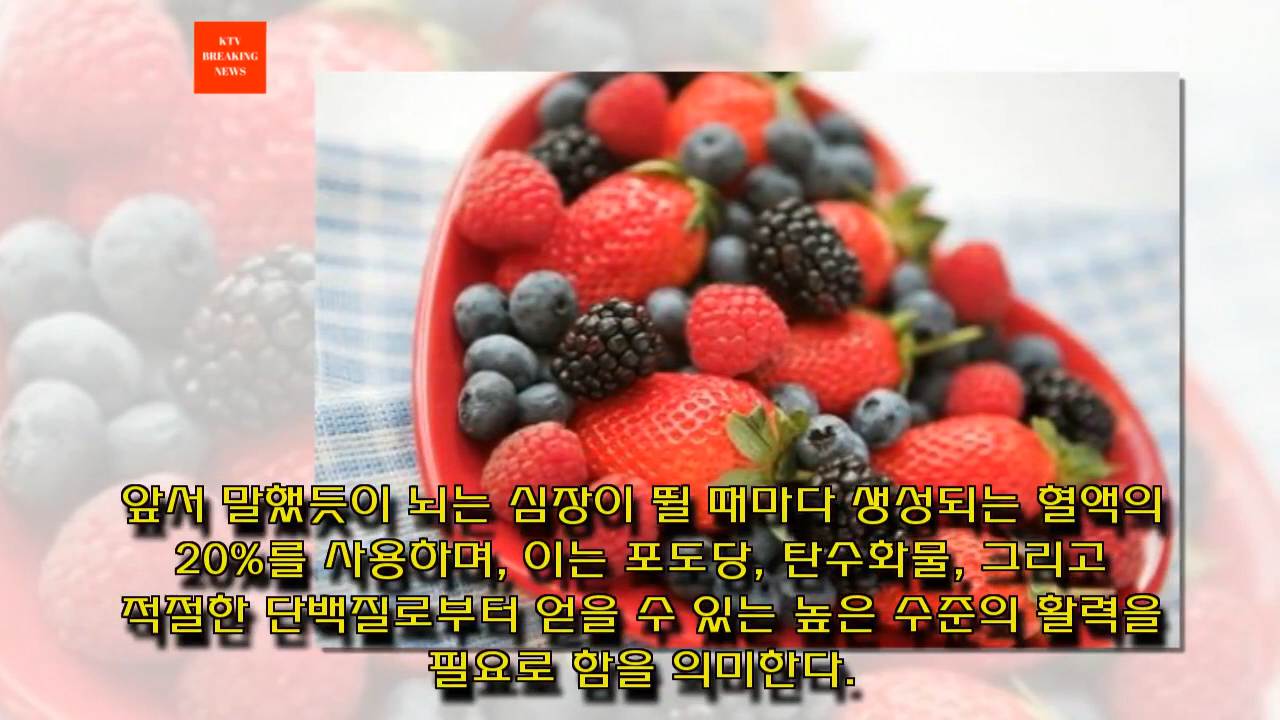 KTV
BREAKING
NEWS
앞서 말했듯이 뇌는 심장이 뛸 때마다 생성되는 혈액의
20%를 사용하며, 이는 포도당, 탄수화물, 그리고
적절한 단백질로부터 얻을 수 있는 높은 수준의 활력을
필요로 함을 의미한다.